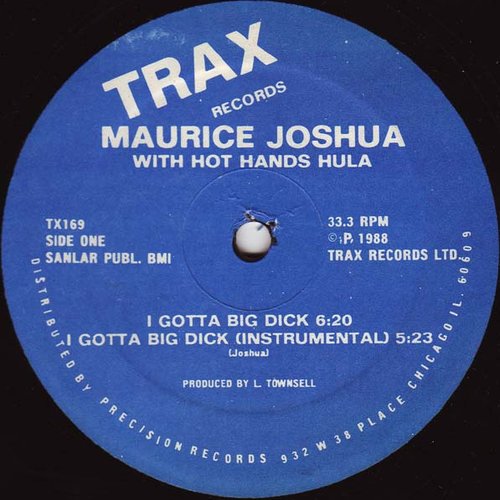 TRAX
RECORDS
MAURICE JOSHUA
WITH HOT HANDS HULA
TX169
SIDE ONE
SANLAR PUBL. BMI
33.3 RPM
©℗ 1988
TRAX RECORDS LTD.
I GOTTA BIG DICK 6:20
I GOTTA BIG DICK (INSTRUMENTAL) 5:23
(Joshua)
PRODUCED BY L. TOWNSELL
DISTRIBUTED BY PRECISION RECORDS 932 W 38 PLACE CHICAGO IL. 60609